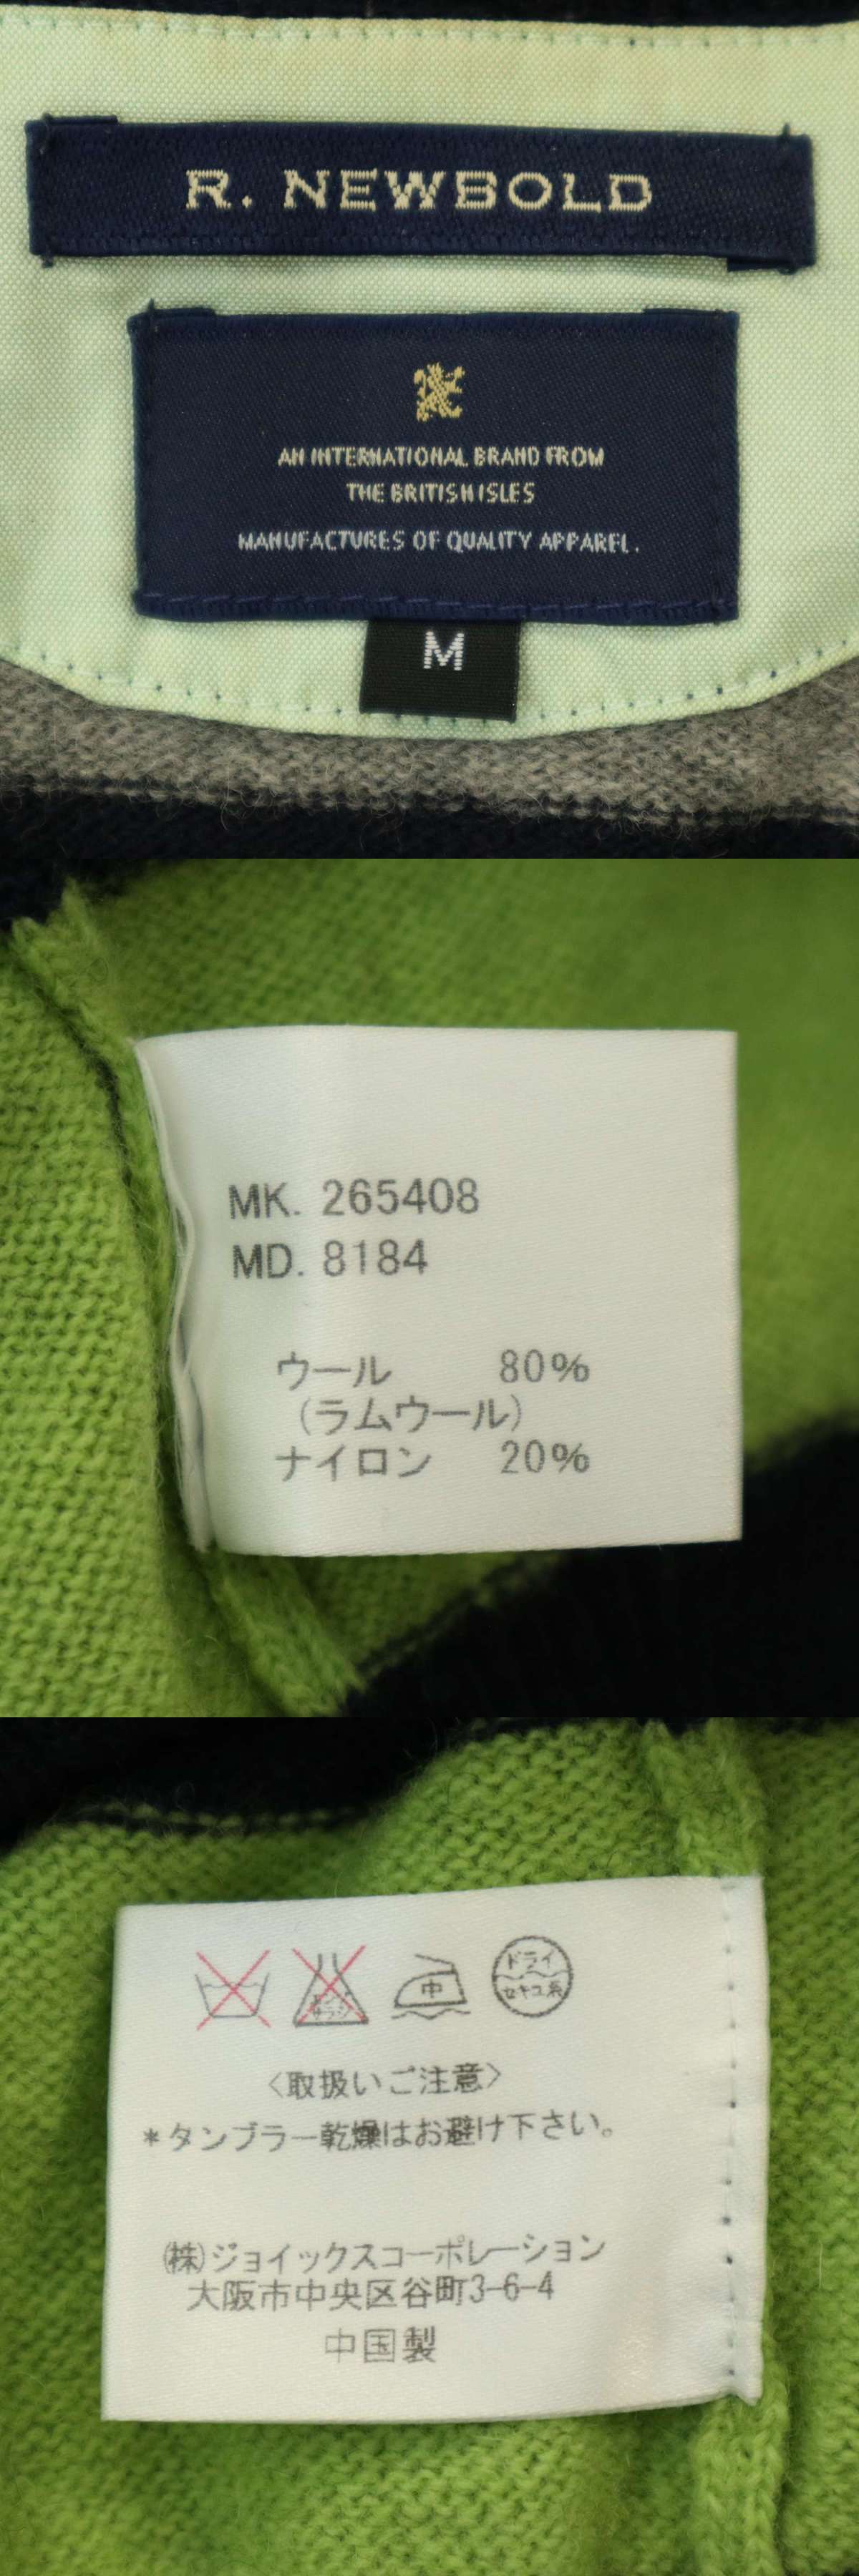 R. NEWBOLD
AN INTERNATIONAL BRAND FROM
THE BRITISH ISLES
MANUFACTURES OF QUALITY APPAREL.
M
MK. 265408
MD. 8184
ウール 80%
(ラムウール)
ナイロン 20%
中
ドライ
セキユ系
〈取扱いご注意〉
*タンブラー乾燥はお避け下さい。
(株)ジョイックスコーポレーション
大阪市中央区谷町3-6-4
中国製